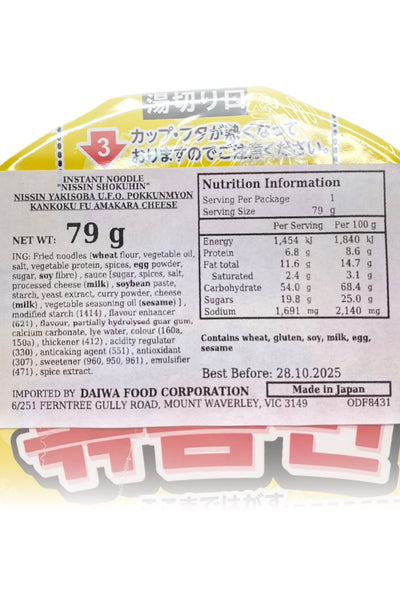 湯切り口
3
カップ・フタが熱くなって
おりますのでご注意ください。
INSTANT NOODLE
"NISSIN SHOKUHIN"
NISSIN YAKISOBA U.F.O. POKKUNMYON
KANKOKU FU AMAKARA CHEESE
NET WT: 79 g
ING: Fried noodles (wheat flour, vegetable oil,
salt, vegetable protein, spices, egg powder,
sugar, soy fibre) , sauce (sugar, spices, salt,
processed cheese (milk) , soybean paste,
starch, yeast extract, curry powder, cheese
(milk) , vegetable seasoning oil (sesame) ] ,
modified starch (1414) , flavour enhancer
(621) , flavour, partially hydrolysed guar gum,
calcium carbonate, lye water, colour (160a,
150a), thickener (412) , acidity regulator
(330) , anticaking agent (551) , antioxidant
(307) , sweetener (960, 950, 961) , emulsifier
(471) , spice extract.
Nutrition Information
Serving Per Package 1
Serving Size 79 g
Per Serving Per 100 g
Energy 1,454 kJ 1,840 kJ
Protein 6.8 g 8.6 g
Fat total 11.6 g 14.7 g
Saturated 2.4 g 3.1 g
Carbohydrate 54.0 g 68.4 g
Sugars 19.8 g 25.0 g
Sodium 1,691 mg 2,140 mg
Contains wheat, gluten, soy, milk, egg,
sesame
Best Before: 28.10.2025
IMPORTED BY DAIWA FOOD CORPORATION Made in Japan
6/251 FERNTREE GULLY ROAD, MOUNT WAVERLEY, VIC 3149 ODF8431
ここまではがす